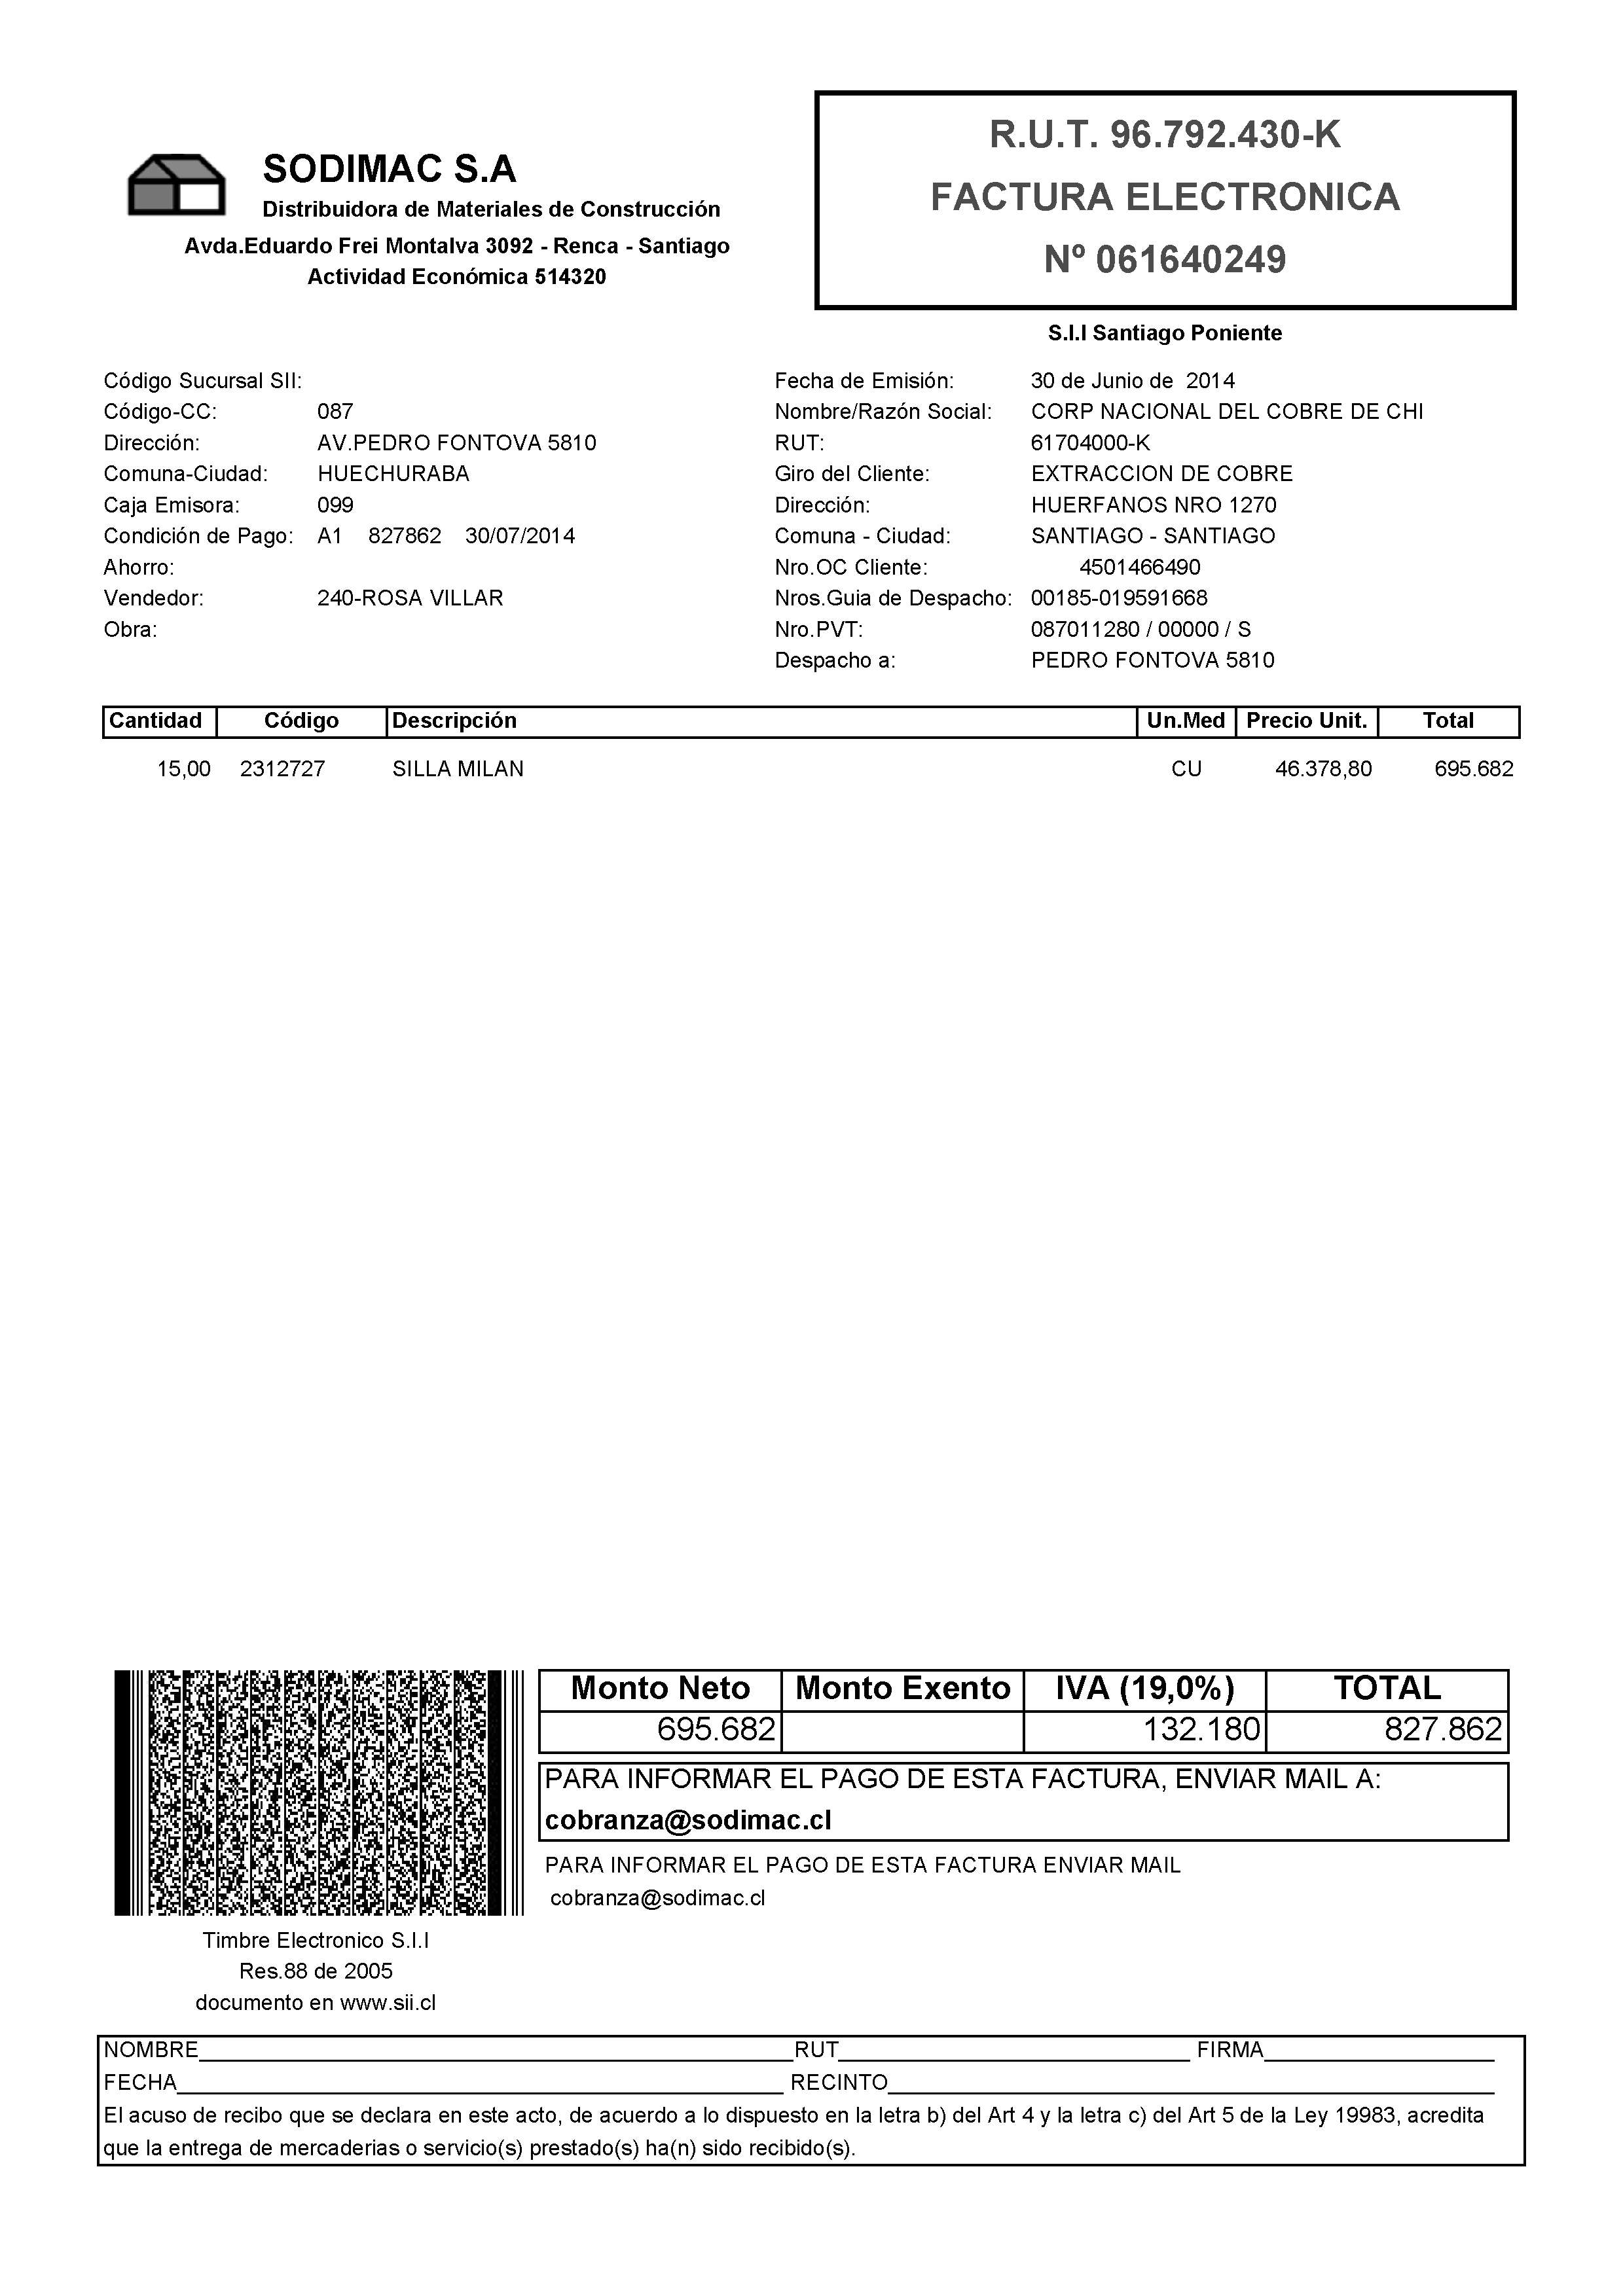 SODIMAC S.A
Distribuidora de Materiales de Construcción
Avda.Eduardo Frei Montalva 3092 - Renca - Santiago
Actividad Económica 514320
R.U.T. 96.792.430-K
FACTURA ELECTRONICA
Nº 061640249
S.I.I Santiago Poniente
Código Sucursal SII:
Código-CC: 087
Dirección: AV.PEDRO FONTOVA 5810
Comuna-Ciudad: HUECHURABA
Caja Emisora: 099
Condición de Pago: A1 827862 30/07/2014
Ahorro:
Vendedor: 240-ROSA VILLAR
Obra:
Fecha de Emisión: 30 de Junio de 2014
Nombre/Razón Social: CORP NACIONAL DEL COBRE DE CHI
RUT: 61704000-K
Giro del Cliente: EXTRACCION DE COBRE
Dirección: HUERFANOS NRO 1270
Comuna - Ciudad: SANTIAGO - SANTIAGO
Nro.OC Cliente: 4501466490
Nros.Guia de Despacho: 00185-019591668
Nro.PVT: 087011280 / 00000 / S
Despacho a: PEDRO FONTOVA 5810
Cantidad Código Descripción Un.Med Precio Unit. Total
15,00 2312727 SILLA MILAN CU 46.378,80 695.682
Monto Neto Monto Exento IVA (19,0%) TOTAL
695.682 132.180 827.862
PARA INFORMAR EL PAGO DE ESTA FACTURA, ENVIAR MAIL A:
cobranza@sodimac.cl
PARA INFORMAR EL PAGO DE ESTA FACTURA ENVIAR MAIL
cobranza@sodimac.cl
Timbre Electronico S.I.I
Res.88 de 2005
documento en www.sii.cl
NOMBRE RUT FIRMA
FECHA RECINTO
El acuso de recibo que se declara en este acto, de acuerdo a lo dispuesto en la letra b) del Art 4 y la letra c) del Art 5 de la Ley 19983, acredita
que la entrega de mercaderias o servicio(s) prestado(s) ha(n) sido recibido(s).